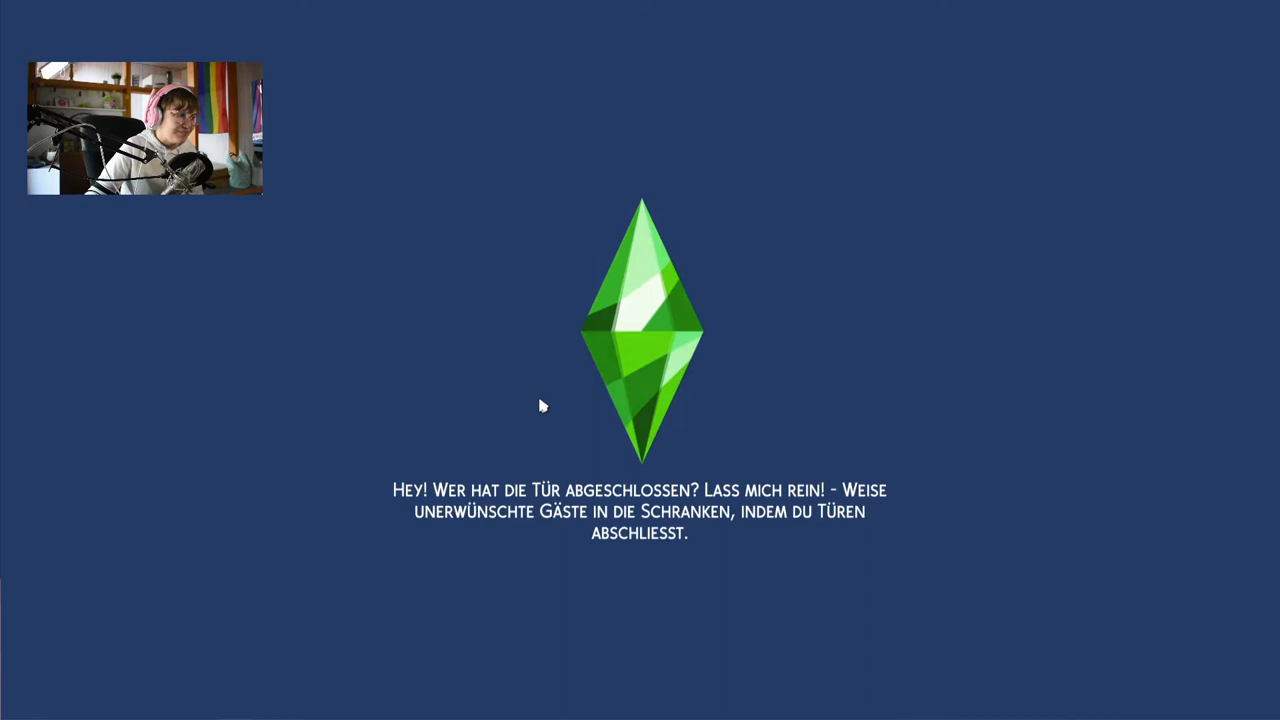 Hey! Wer hat die Tür abgeschlossen? Lass mich rein! - Weise
unerwünschte Gäste in die Schranken, indem du Türen
abschliesst.